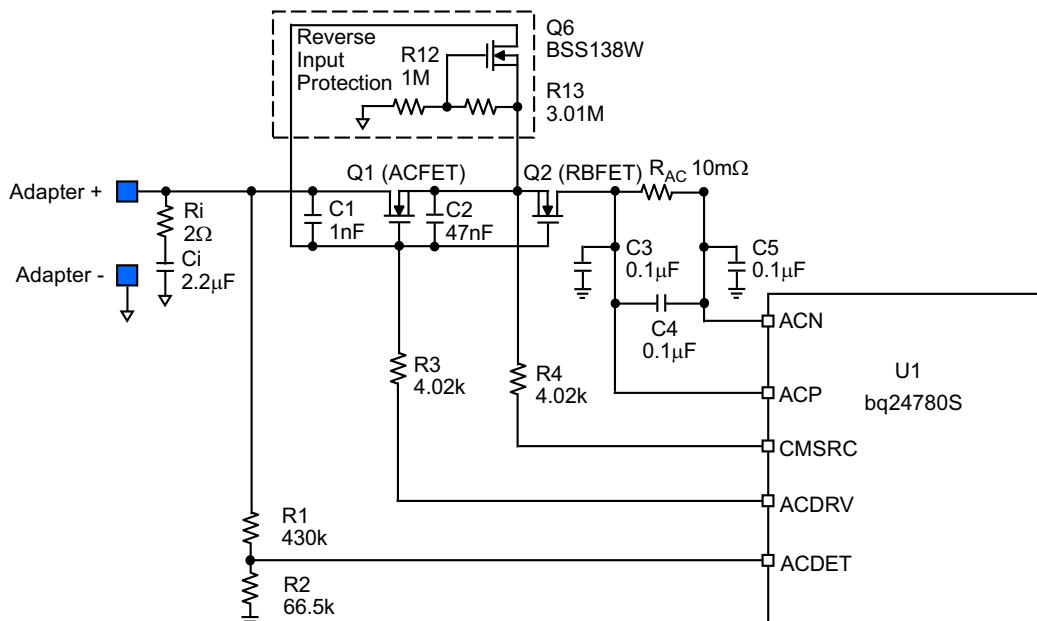 Reverse
Input
Protection
R12
1M
Q6
BSS138W
R13
3.01M
Adapter +
Ri
2Ω
Ci
2.2μF
Adapter -
C1
1nF
Q1 (ACFET)
C2
47nF
Q2 (RBFET)
RAC 10mΩ
C3
0.1μF
C5
0.1μF
C4
0.1μF
R3
4.02k
R4
4.02k
R1
430k
R2
66.5k
ACN
ACP
CMSRC
ACDRV
ACDET
U1
bq24780S